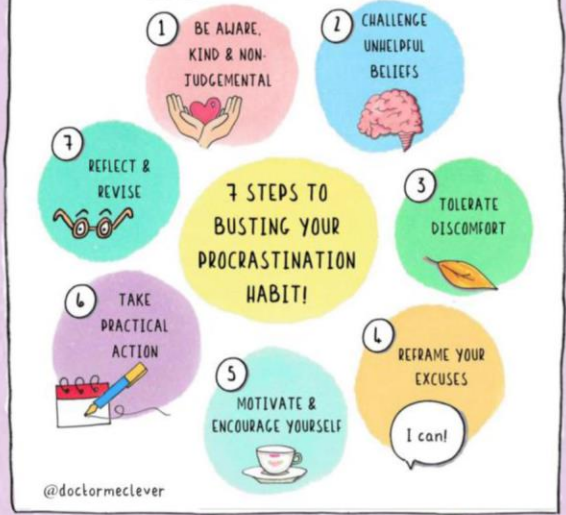 7 STEPS TO
BUSTING YOUR
PROCRASTINATION
HABIT!
1
BE AWARE,
KIND & NON-
JUDGEMENTAL
2
CHALLENGE
UNHELPFUL
BELIEFS
3
TOLERATE
DISCOMFORT
4
REFRAME YOUR
EXCUSES
I can!
5
MOTIVATE &
ENCOURAGE YOURSELF
6
TAKE
PRACTICAL
ACTION
7
REFLECT &
REVISE
@doctormeclever